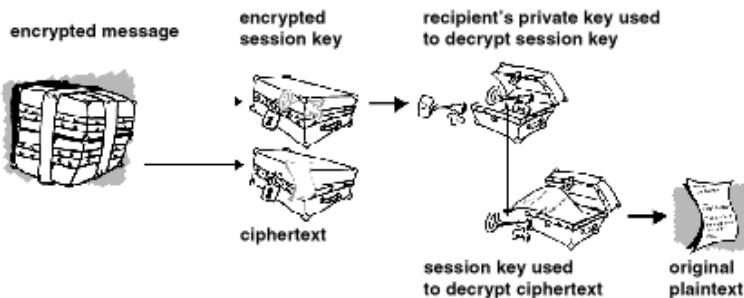 encrypted message
encrypted
session key
recipient's private key used
to decrypt session key
ciphertext
session key used
to decrypt ciphertext
original
plaintext